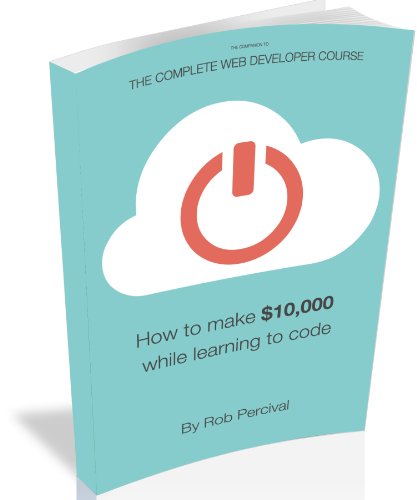 THE COMPANION TO
THE COMPLETE WEB DEVELOPER COURSE
How to make $10,000
while learning to code
By Rob Percival